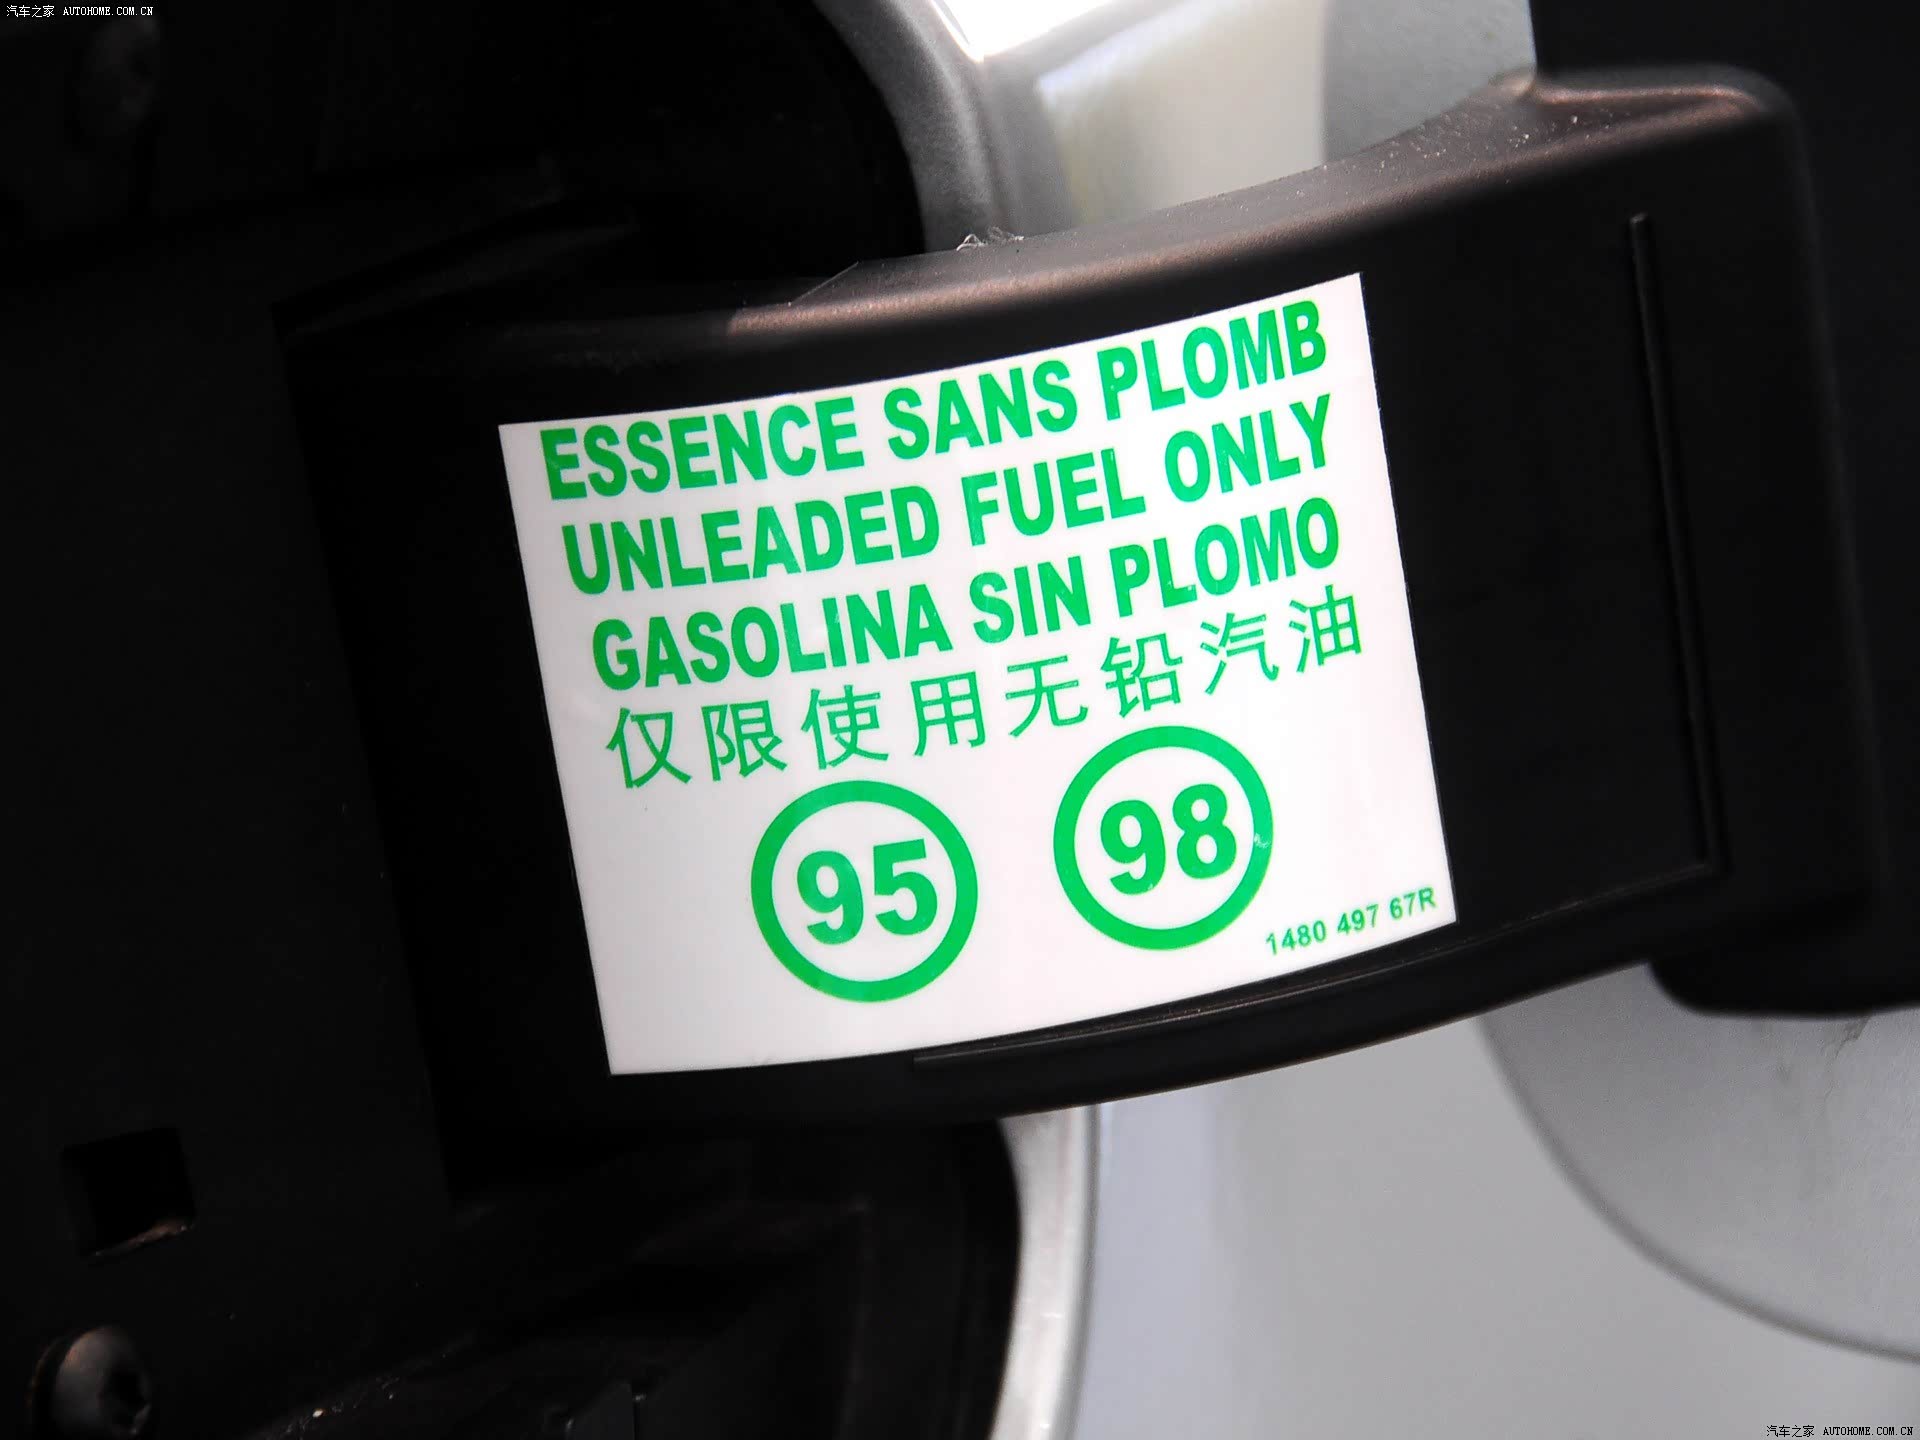 汽车之家 AUTOHOME.COM.CN
ESSENCE SANS PLOMB
UNLEADED FUEL ONLY
GASOLINA SIN PLOMO
仅限使用无铅汽油
95 98
1480 497 67R
汽车之家 AUTOHOME.COM.CN